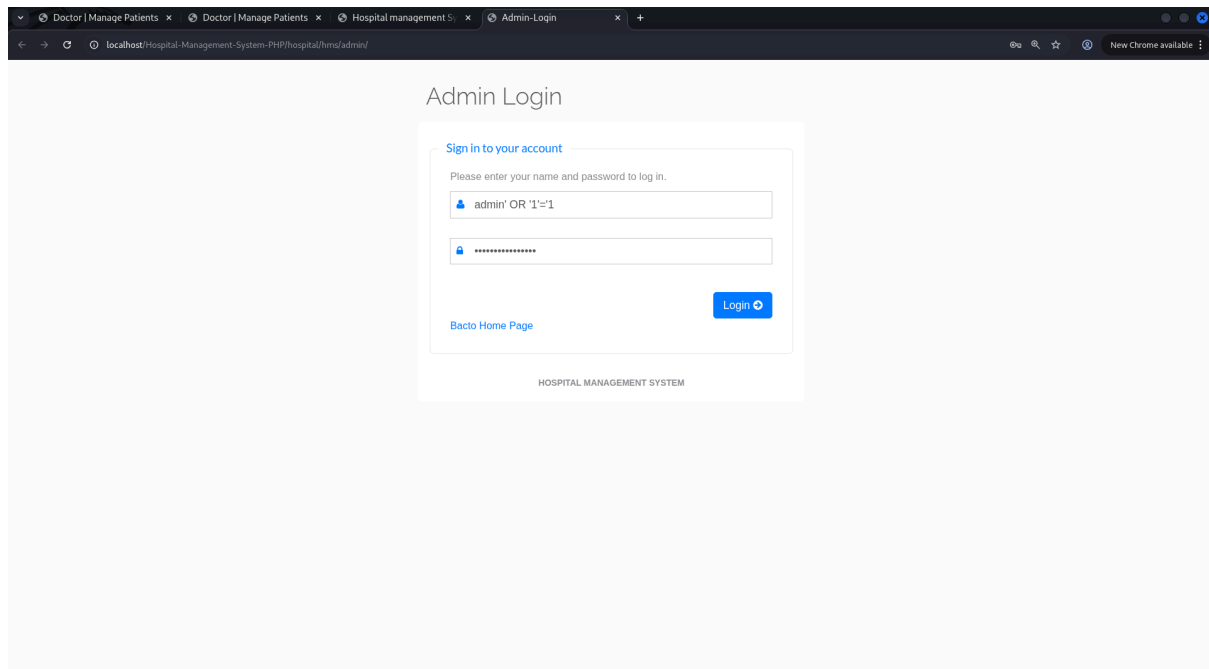 Doctor | Manage Patients × Doctor | Manage Patients × Hospital management Sy × Admin-Login × +
localhost/Hospital-Management-System-PHP/hospital/hms/admin/ New Chrome available
Admin Login
Sign in to your account
Please enter your name and password to log in.
admin' OR '1'='1
••••••••••••••••
Login
Bacto Home Page
HOSPITAL MANAGEMENT SYSTEM